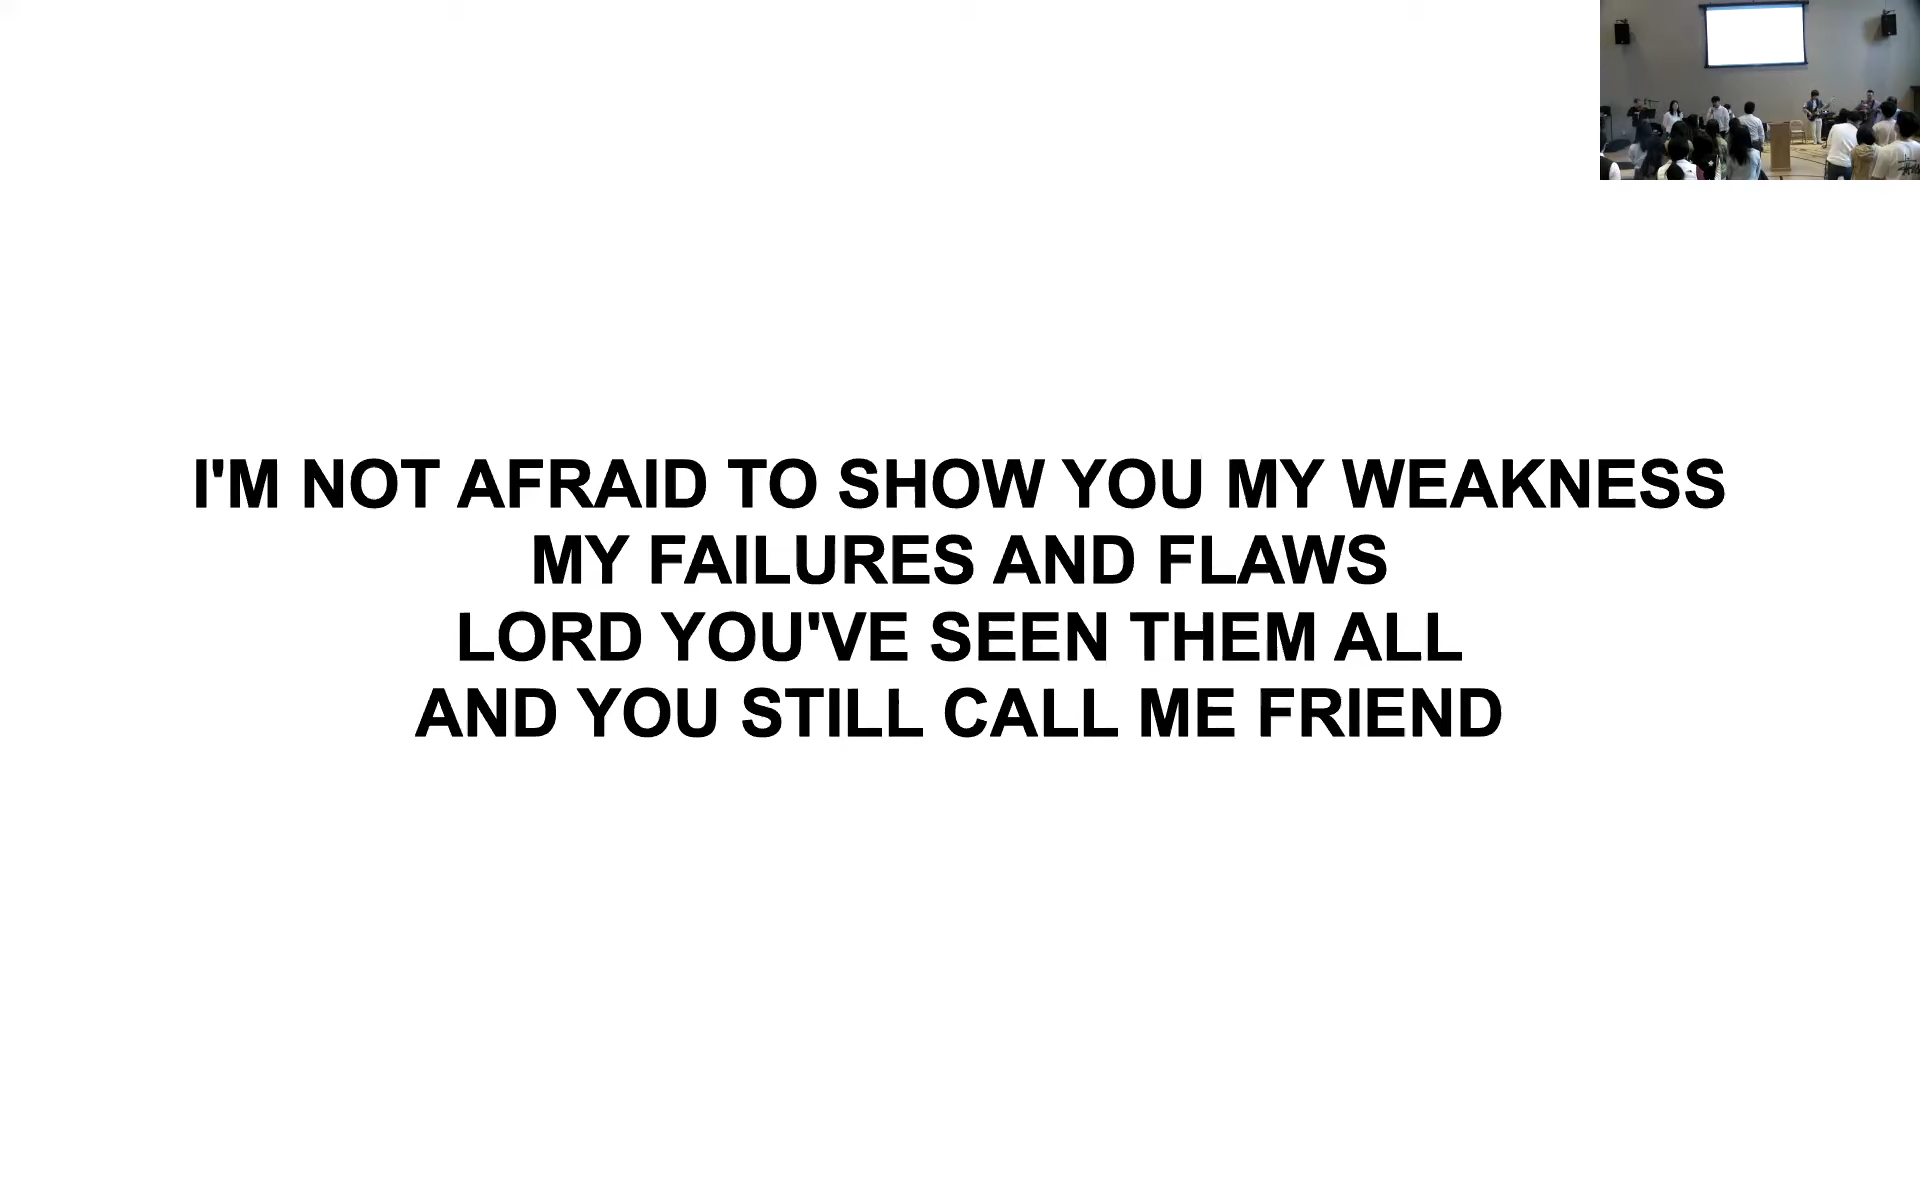 I'M NOT AFRAID TO SHOW YOU MY WEAKNESS
MY FAILURES AND FLAWS
LORD YOU'VE SEEN THEM ALL
AND YOU STILL CALL ME FRIEND